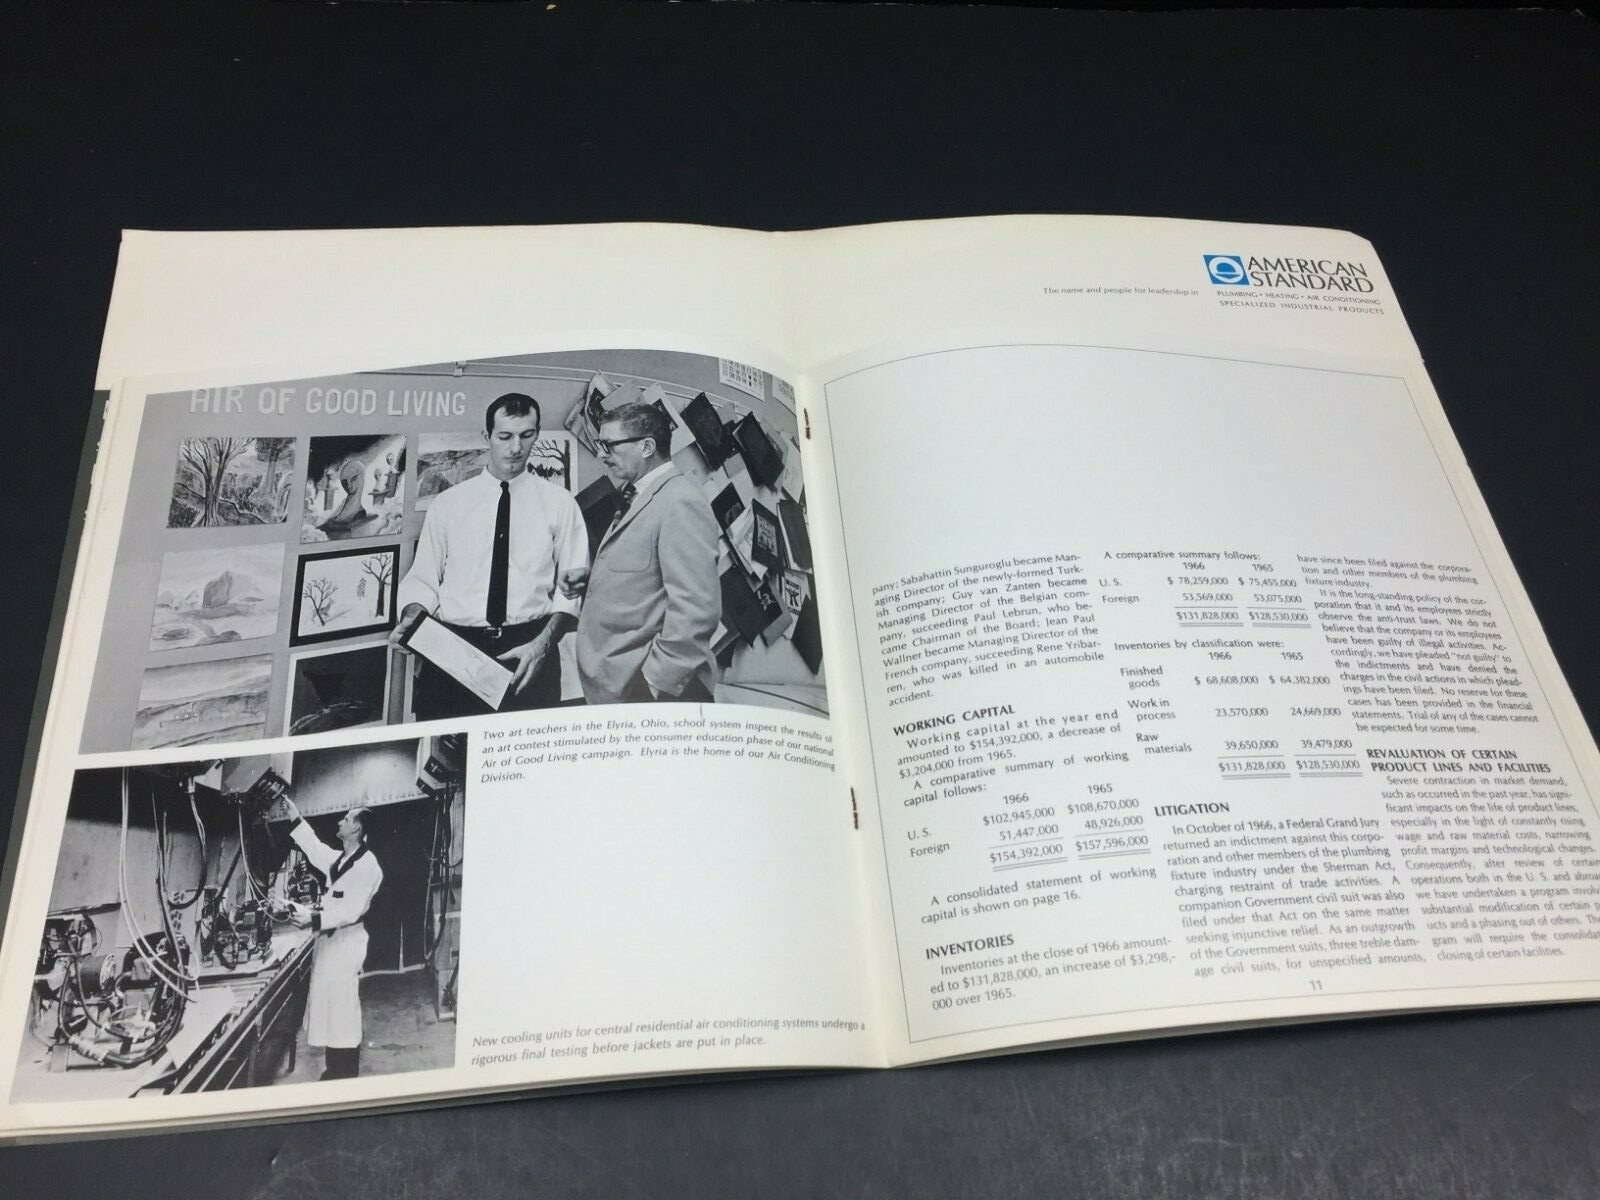 AIR OF GOOD LIVING
Two art teachers in the Elyria, Ohio, school system inspect the results of
an art contest stimulated by the consumer education phase of our national
Air of Good Living campaign. Elyria is the home of our Air Conditioning
Division.
New cooling units for central residential air conditioning systems undergo a
rigorous final testing before jackets are put in place.
The name and people for leadership in
AMERICAN
STANDARD
PLUMBING • HEATING • AIR CONDITIONING
SPECIALIZED INDUSTRIAL PRODUCTS
pany; Sabahattin Sunguroglu became Man-
aging Director of the newly-formed Turk-
ish company; Guy van Zanten became
Managing Director of the Belgian com-
pany, succeeding Paul Lebrun, who be-
came Chairman of the Board; Jean Paul
Wallner became Managing Director of the
French company, succeeding Rene Yribar-
ren, who was killed in an automobile
accident.
WORKING CAPITAL
Working capital at the year end
amounted to $154,392,000, a decrease of
$3,204,000 from 1965.
A comparative summary of working
capital follows:
1966 1965
U. S. $102,945,000 $108,670,000
Foreign 51,447,000 48,926,000
$154,392,000 $157,596,000
A consolidated statement of working
capital is shown on page 16.
INVENTORIES
Inventories at the close of 1966 amount-
ed to $131,828,000, an increase of $3,298,-
000 over 1965.
A comparative summary follows:
1966 1965
U. S. $ 78,259,000 $ 75,455,000
Foreign 53,569,000 53,075,000
$131,828,000 $128,530,000
Inventories by classification were:
1966 1965
Finished
goods $ 68,608,000 $ 64,382,000
Work in
process 23,570,000 24,669,000
Raw
materials 39,650,000 39,479,000
$131,828,000 $128,530,000
LITIGATION
In October of 1966, a Federal Grand Jury
returned an indictment against this corpo-
ration and other members of the plumbing
fixture industry under the Sherman Act,
charging restraint of trade activities. A
companion Government civil suit was also
filed under that Act on the same matter
seeking injunctive relief. As an outgrowth
of the Government suits, three treble dam-
age civil suits, for unspecified amounts,
have since been filed against the corpora-
tion and other members of the plumbing
fixture industry.
It is the long-standing policy of the cor-
poration that it and its employees strictly
observe the anti-trust laws. We do not
believe that the company or its employees
have been guilty of illegal activities. Ac-
cordingly, we have pleaded "not guilty" to
the indictments and have denied the
charges in the civil actions in which plead-
ings have been filed. No reserve for these
cases has been provided in the financial
statements. Trial of any of the cases cannot
be expected for some time.
REVALUATION OF CERTAIN
PRODUCT LINES AND FACILITIES
Severe contraction in market demand,
such as occurred in the past year, has signi-
ficant impacts on the life of product lines,
especially in the light of constantly rising
wage and raw material costs, narrowing
profit margins and technological changes.
Consequently, after review of certain
operations both in the U. S. and abroad
we have undertaken a program involv
substantial modification of certain p
ucts and a phasing out of others. Th
gram will require the consolidat
closing of certain facilities.
11